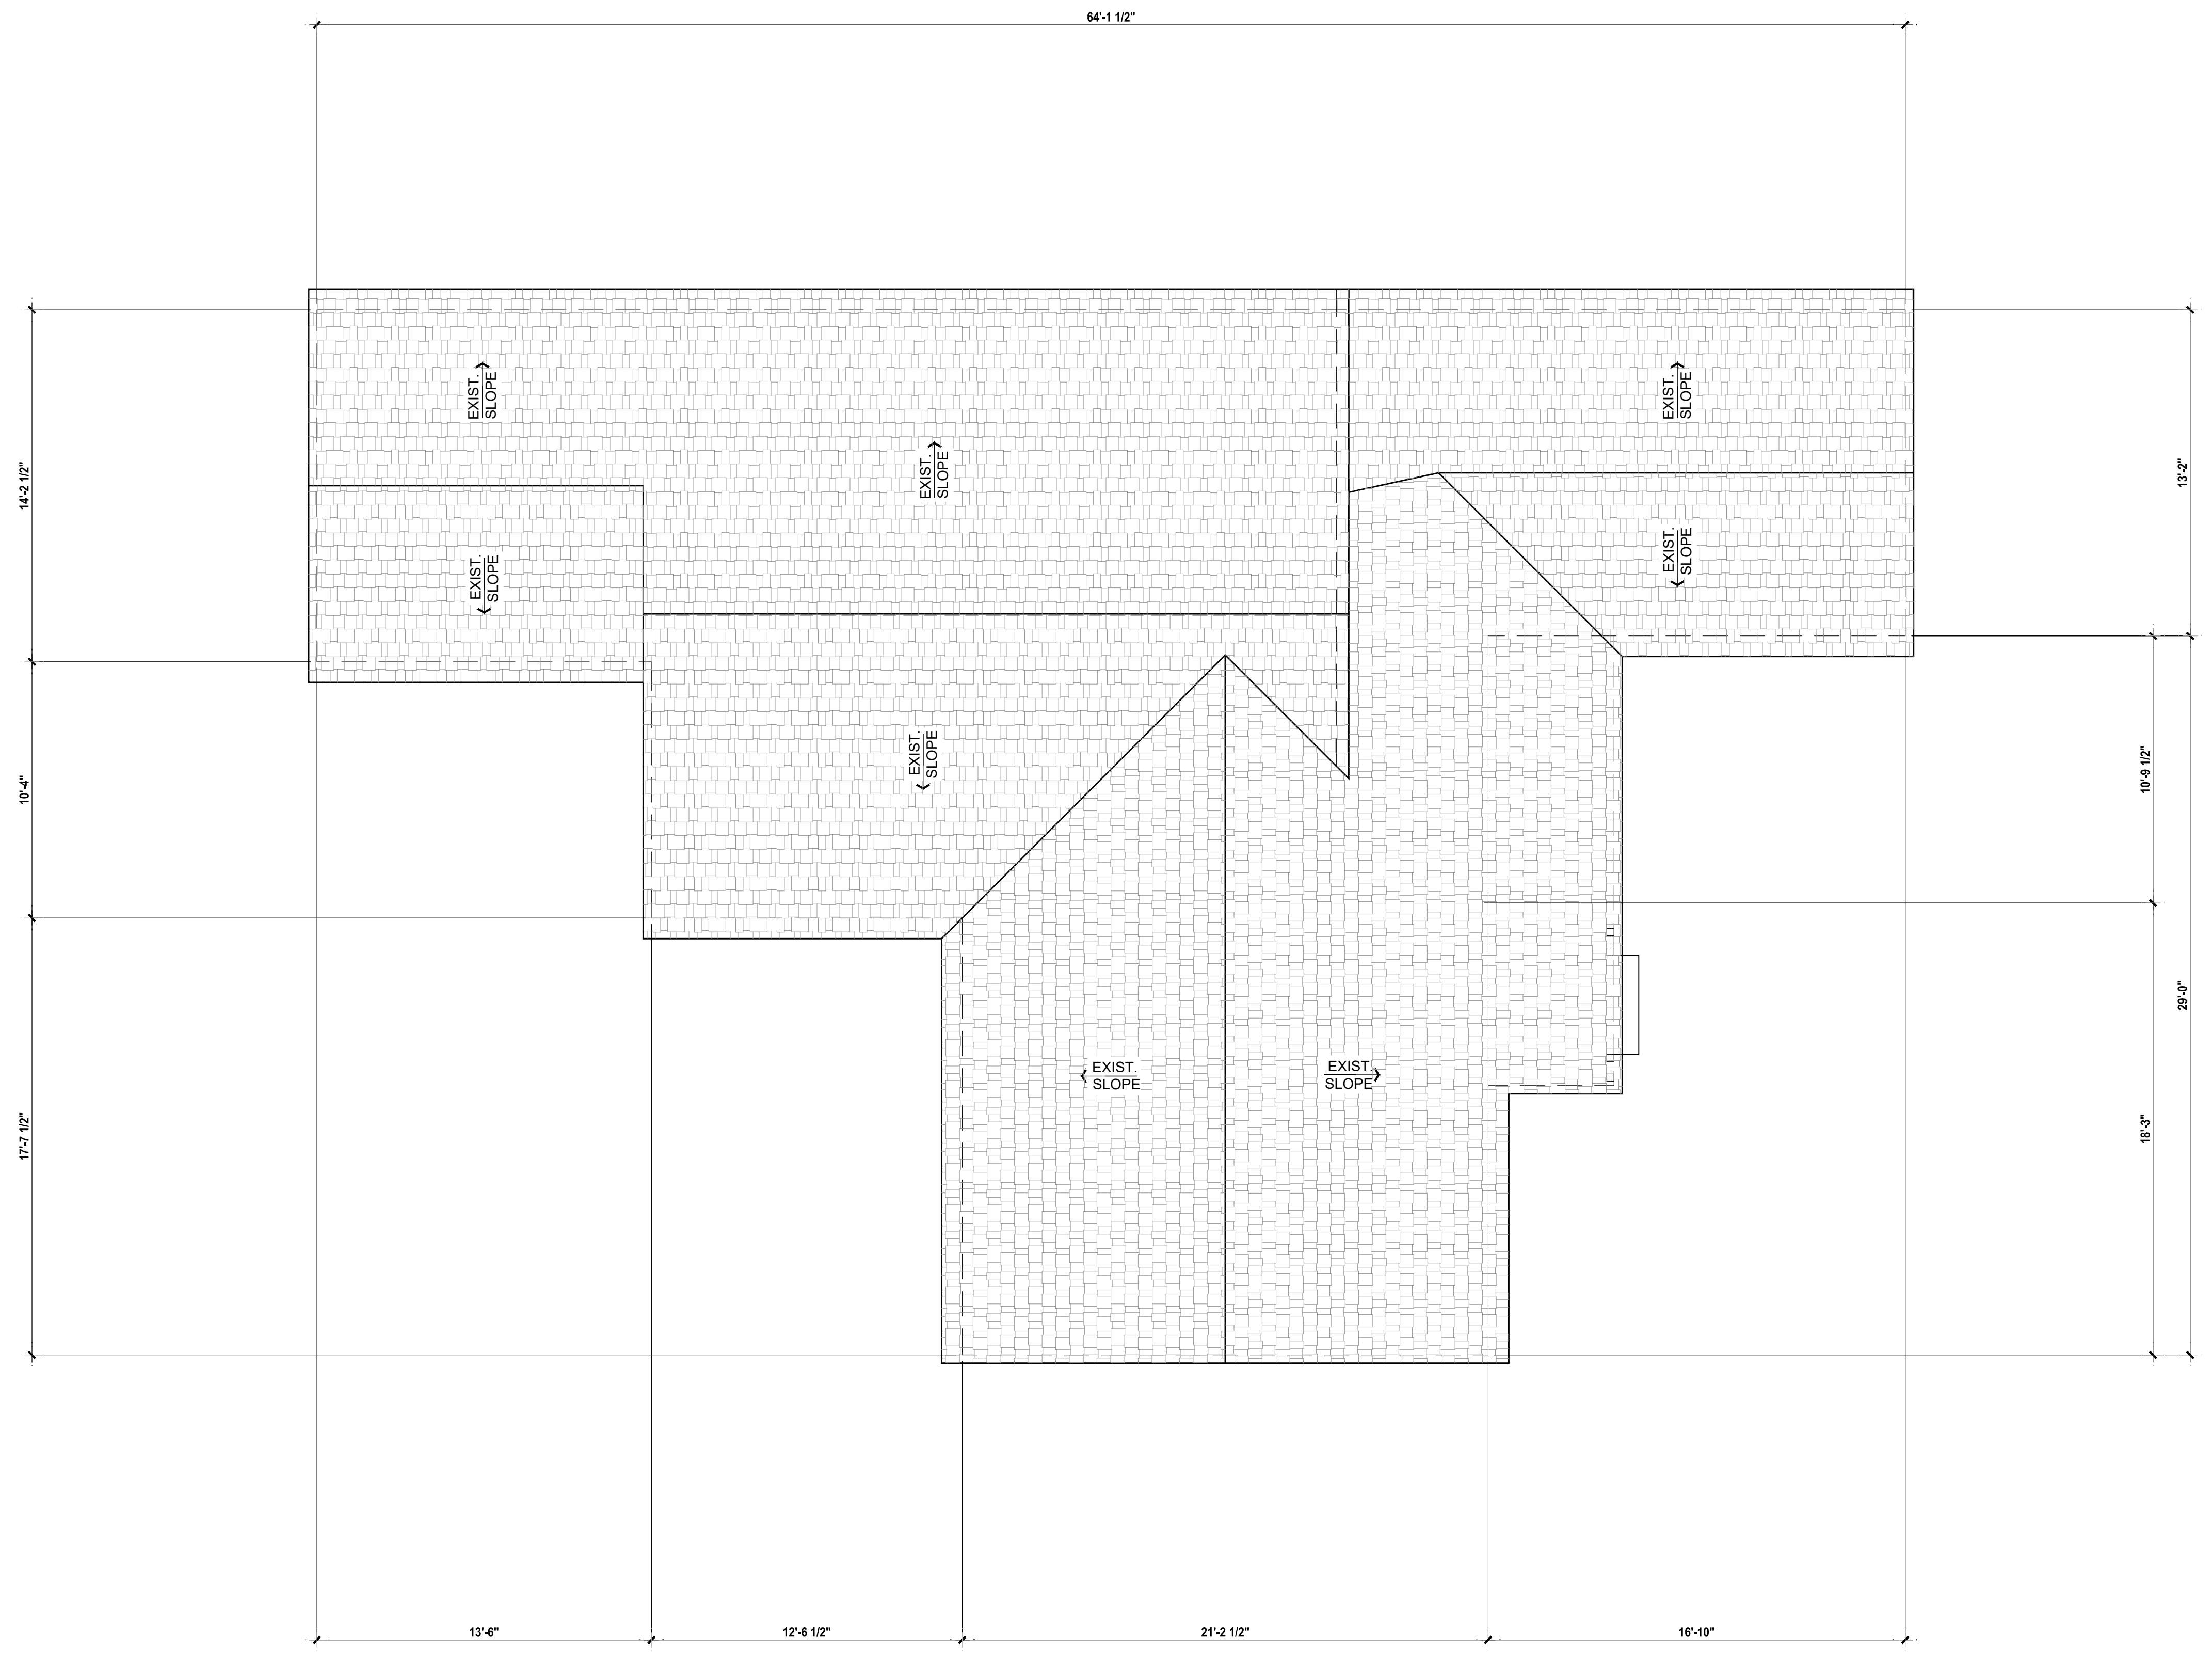 64'-1 1/2"
EXIST.
SLOPE
EXIST.
SLOPE
EXIST.
SLOPE
14'-2 1/2"
13'-2"
EXIST.
SLOPE
EXIST.
SLOPE
EXIST.
SLOPE
10'-4"
10'-9 1/2"
29'-0"
EXIST.
SLOPE
EXIST.
SLOPE
17'-7 1/2"
18'-3"
13'-6"
12'-6 1/2"
21'-2 1/2"
16'-10"